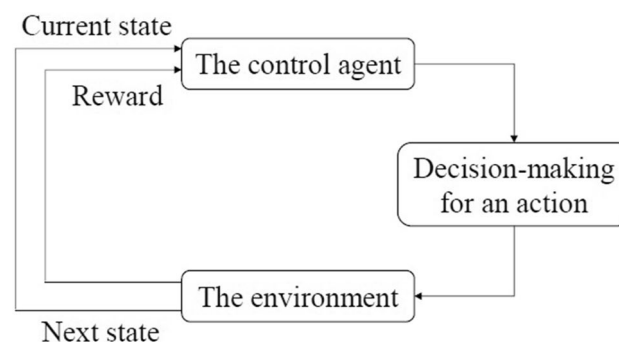 Current state
The control agent
Reward
Decision-making
for an action
The environment
Next state